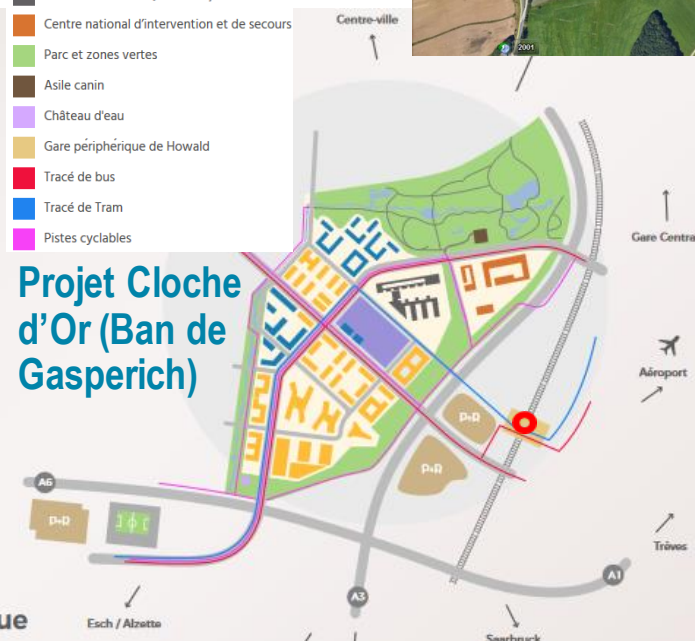 Centre national d'intervention et de secours
Parc et zones vertes
Asile canin
Château d'eau
Gare périphérique de Howald
Tracé de bus
Tracé de Tram
Pistes cyclables
Projet Cloche
d'Or (Ban de
Gasperich)
Centre-ville
2001
Gare Centra
Aéroport
P+R
P+R
A6
P+R
Trèves
A1
A3
ue
Esch / Alzette
Saarbruck